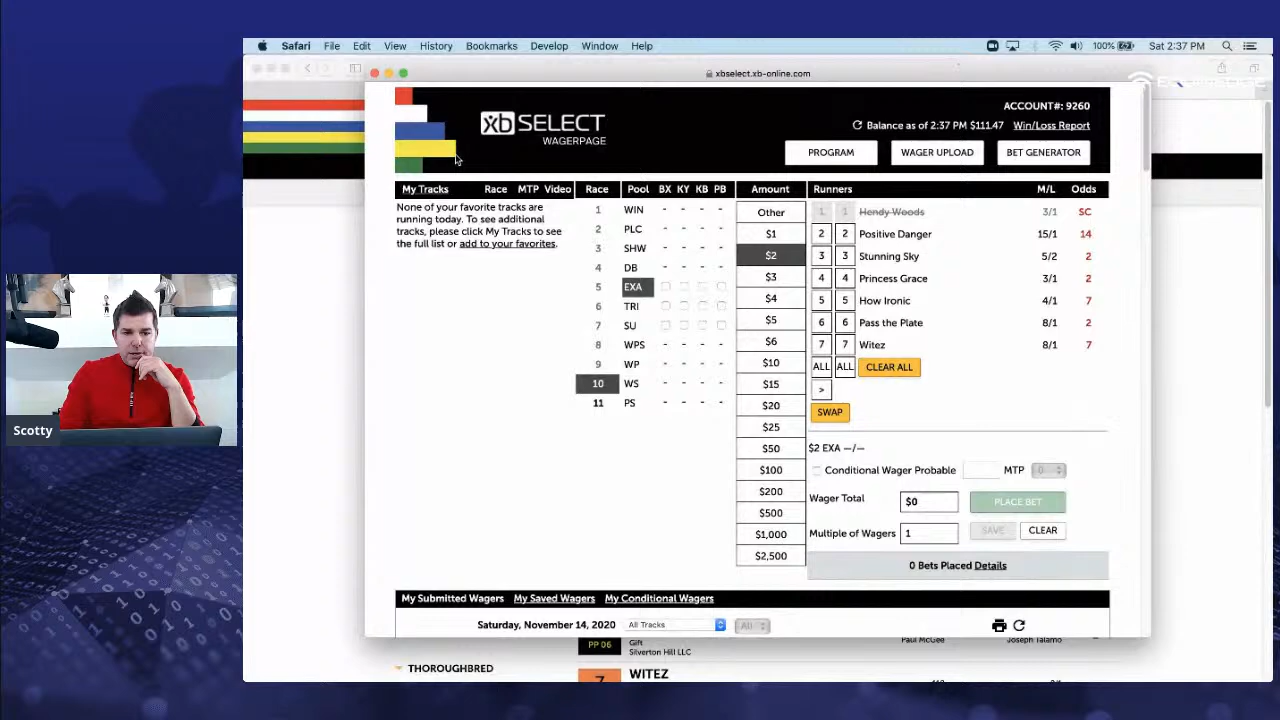 Safari File Edit View History Bookmarks Develop Window Help 100% Sat 2:37 PM
xbselect.xb-online.com
xb SELECT
WAGERPAGE
ACCOUNT#: 9260
Balance as of 2:37 PM $111.47 Win/Loss Report
PROGRAM WAGER UPLOAD BET GENERATOR
My Tracks Race MTP Video Race Pool BX KY KB PB Amount Runners M/L Odds
None of your favorite tracks are
running today. To see additional
tracks, please click My Tracks to see
the full list or add to your favorites.
1 WIN - - - -
2 PLC - - - -
3 SHW - - - -
4 DB - - - -
5 EXA
6 TRI
7 SU
8 WPS - - - -
9 WP - - - -
10 WS - - - -
11 PS - - - -
Other
$1
$2
$3
$4
$5
$6
$10
$15
$20
$25
$50
$100
$200
$500
$1,000
$2,500
1 1 Hendy Woods 3/1 SC
2 2 Positive Danger 15/1 14
3 3 Stunning Sky 5/2 2
4 4 Princess Grace 3/1 2
5 5 How Ironic 4/1 7
6 6 Pass the Plate 8/1 2
7 7 Witez 8/1 7
ALL ALL CLEAR ALL
>
SWAP
$2 EXA —/—
Conditional Wager Probable MTP 0
Wager Total $0 PLACE BET
Multiple of Wagers 1 SAVE CLEAR
0 Bets Placed Details
My Submitted Wagers My Saved Wagers My Conditional Wagers
Saturday, November 14, 2020 All Tracks All
PP 06 Gift Paul McGee Joseph Talamo
Silverton Hill LLC
THOROUGHBRED
7 WITEZ
Scotty